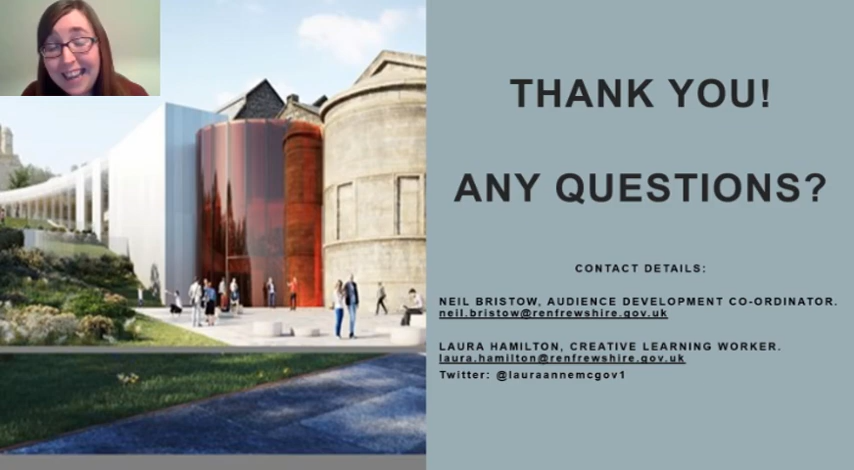 THANK YOU!
ANY QUESTIONS?
CONTACT DETAILS:
NEIL BRISTOW, AUDIENCE DEVELOPMENT CO-ORDINATOR.
neil.bristow@renfrewshire.gov.uk
LAURA HAMILTON, CREATIVE LEARNING WORKER.
laura.hamilton@renfrewshire.gov.uk
Twitter: @lauraannemcgov1